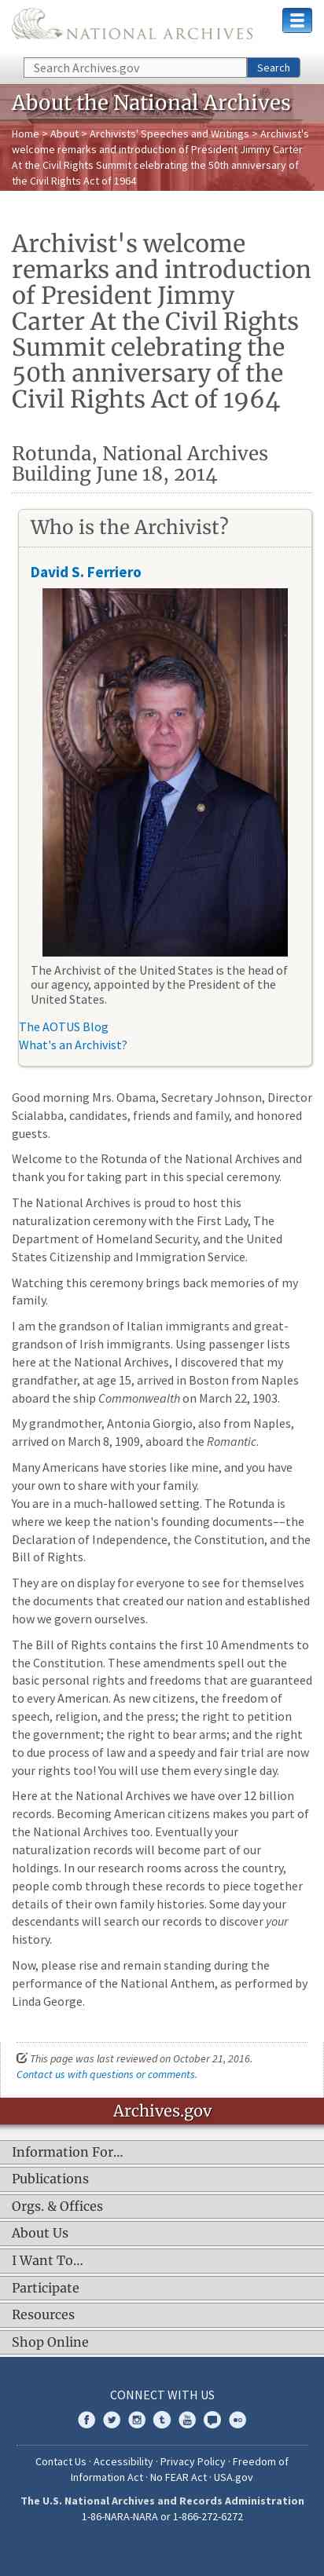 NATIONAL ARCHIVES
Search Archives.gov
Search
About the National Archives
Home > About > Archivists' Speeches and Writings > Archivist's
welcome remarks and introduction of President Jimmy Carter
At the Civil Rights Summit celebrating the 50th anniversary of
the Civil Rights Act of 1964
Archivist's welcome
remarks and introduction
of President Jimmy
Carter At the Civil Rights
Summit celebrating the
50th anniversary of the
Civil Rights Act of 1964
Rotunda, National Archives
Building June 18, 2014
Who is the Archivist?
David S. Ferriero
The Archivist of the United States is the head of
our agency, appointed by the President of the
United States.
The AOTUS Blog
What's an Archivist?
Good morning Mrs. Obama, Secretary Johnson, Director
Scialabba, candidates, friends and family, and honored
guests.
Welcome to the Rotunda of the National Archives and
thank you for taking part in this special ceremony.
The National Archives is proud to host this
naturalization ceremony with the First Lady, The
Department of Homeland Security, and the United
States Citizenship and Immigration Service.
Watching this ceremony brings back memories of my
family.
I am the grandson of Italian immigrants and great-
grandson of Irish immigrants. Using passenger lists
here at the National Archives, I discovered that my
grandfather, at age 15, arrived in Boston from Naples
aboard the ship Commonwealth on March 22, 1903.
My grandmother, Antonia Giorgio, also from Naples,
arrived on March 8, 1909, aboard the Romantic.
Many Americans have stories like mine, and you have
your own to share with your family.
You are in a much-hallowed setting. The Rotunda is
where we keep the nation's founding documents––the
Declaration of Independence, the Constitution, and the
Bill of Rights.
They are on display for everyone to see for themselves
the documents that created our nation and established
how we govern ourselves.
The Bill of Rights contains the first 10 Amendments to
the Constitution. These amendments spell out the
basic personal rights and freedoms that are guaranteed
to every American. As new citizens, the freedom of
speech, religion, and the press; the right to petition
the government; the right to bear arms; and the right
to due process of law and a speedy and fair trial are now
your rights too! You will use them every single day.
Here at the National Archives we have over 12 billion
records. Becoming American citizens makes you part of
the National Archives too. Eventually your
naturalization records will become part of our
holdings. In our research rooms across the country,
people comb through these records to piece together
details of their own family histories. Some day your
descendants will search our records to discover your
history.
Now, please rise and remain standing during the
performance of the National Anthem, as performed by
Linda George.
This page was last reviewed on October 21, 2016.
Contact us with questions or comments.
Archives.gov
Information For…
Publications
Orgs. & Offices
About Us
I Want To…
Participate
Resources
Shop Online
CONNECT WITH US
Contact Us · Accessibility · Privacy Policy · Freedom of
Information Act · No FEAR Act · USA.gov
The U.S. National Archives and Records Administration
1-86-NARA-NARA or 1-866-272-6272